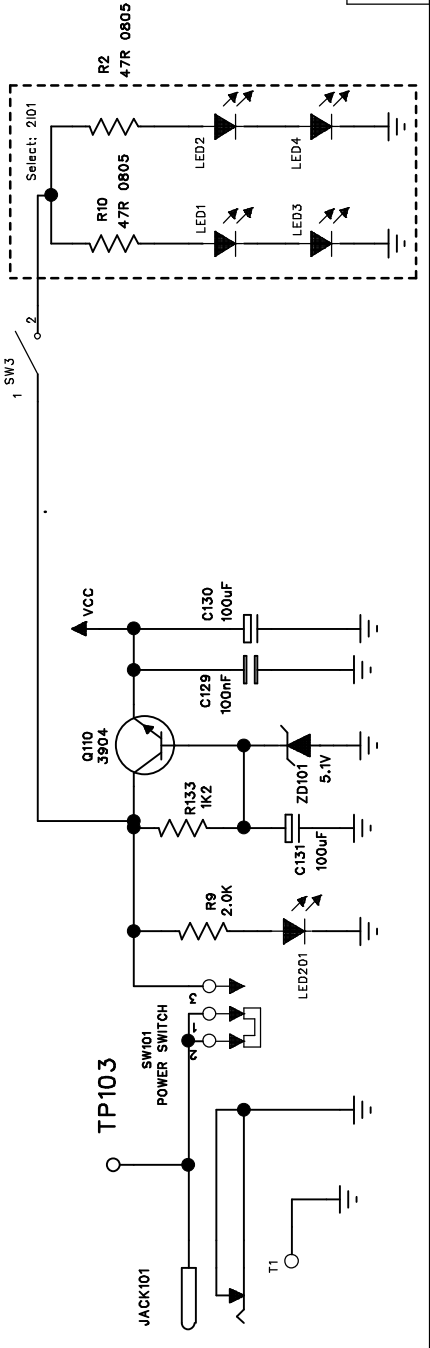 JACK101
T1
TP103
SW101
POWER SWITCH
2
1
3
R9
2.0K
LED201
R133
1K2
C131
100uF
Q110
3904
ZD101
5.1V
C129
100nF
C130
100uF
VCC
1 SW3
2
Select: 2101
R10
47R 0805
R2
47R 0805
LED1
LED2
LED3
LED4